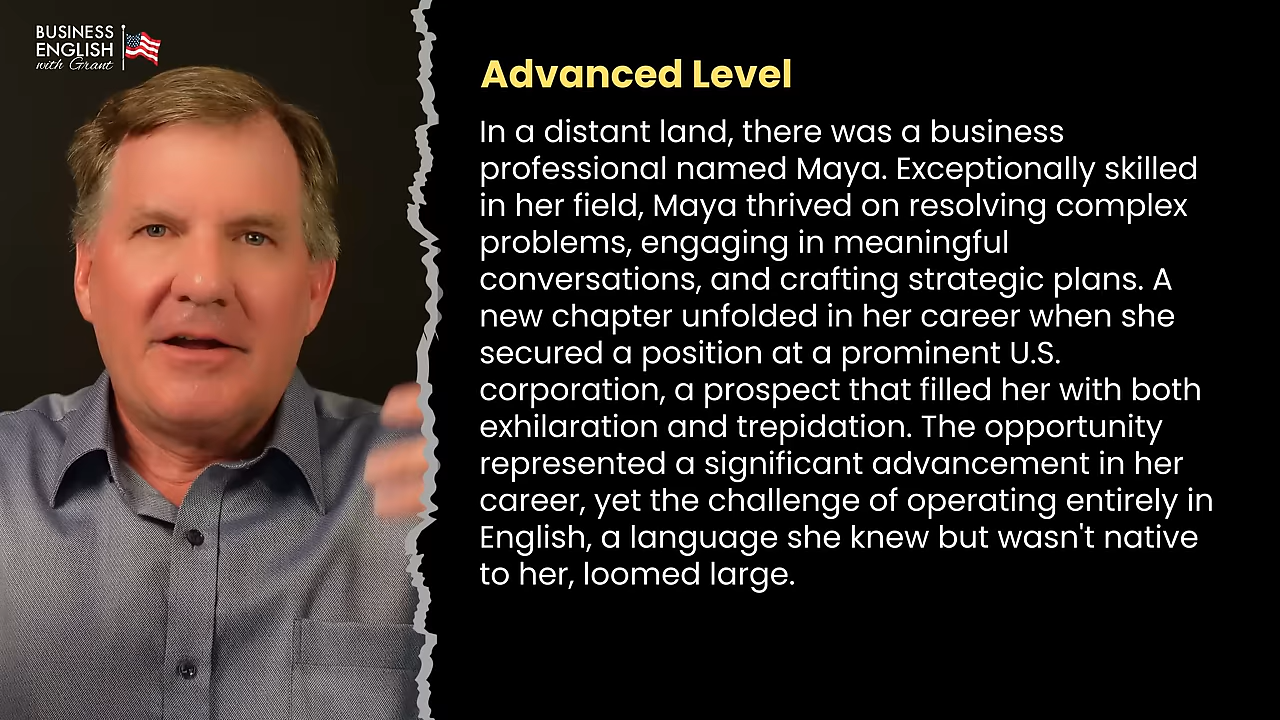 BUSINESS
ENGLISH
with Grant
Advanced Level
In a distant land, there was a business
professional named Maya. Exceptionally skilled
in her field, Maya thrived on resolving complex
problems, engaging in meaningful
conversations, and crafting strategic plans. A
new chapter unfolded in her career when she
secured a position at a prominent U.S.
corporation, a prospect that filled her with both
exhilaration and trepidation. The opportunity
represented a significant advancement in her
career, yet the challenge of operating entirely in
English, a language she knew but wasn't native
to her, loomed large.